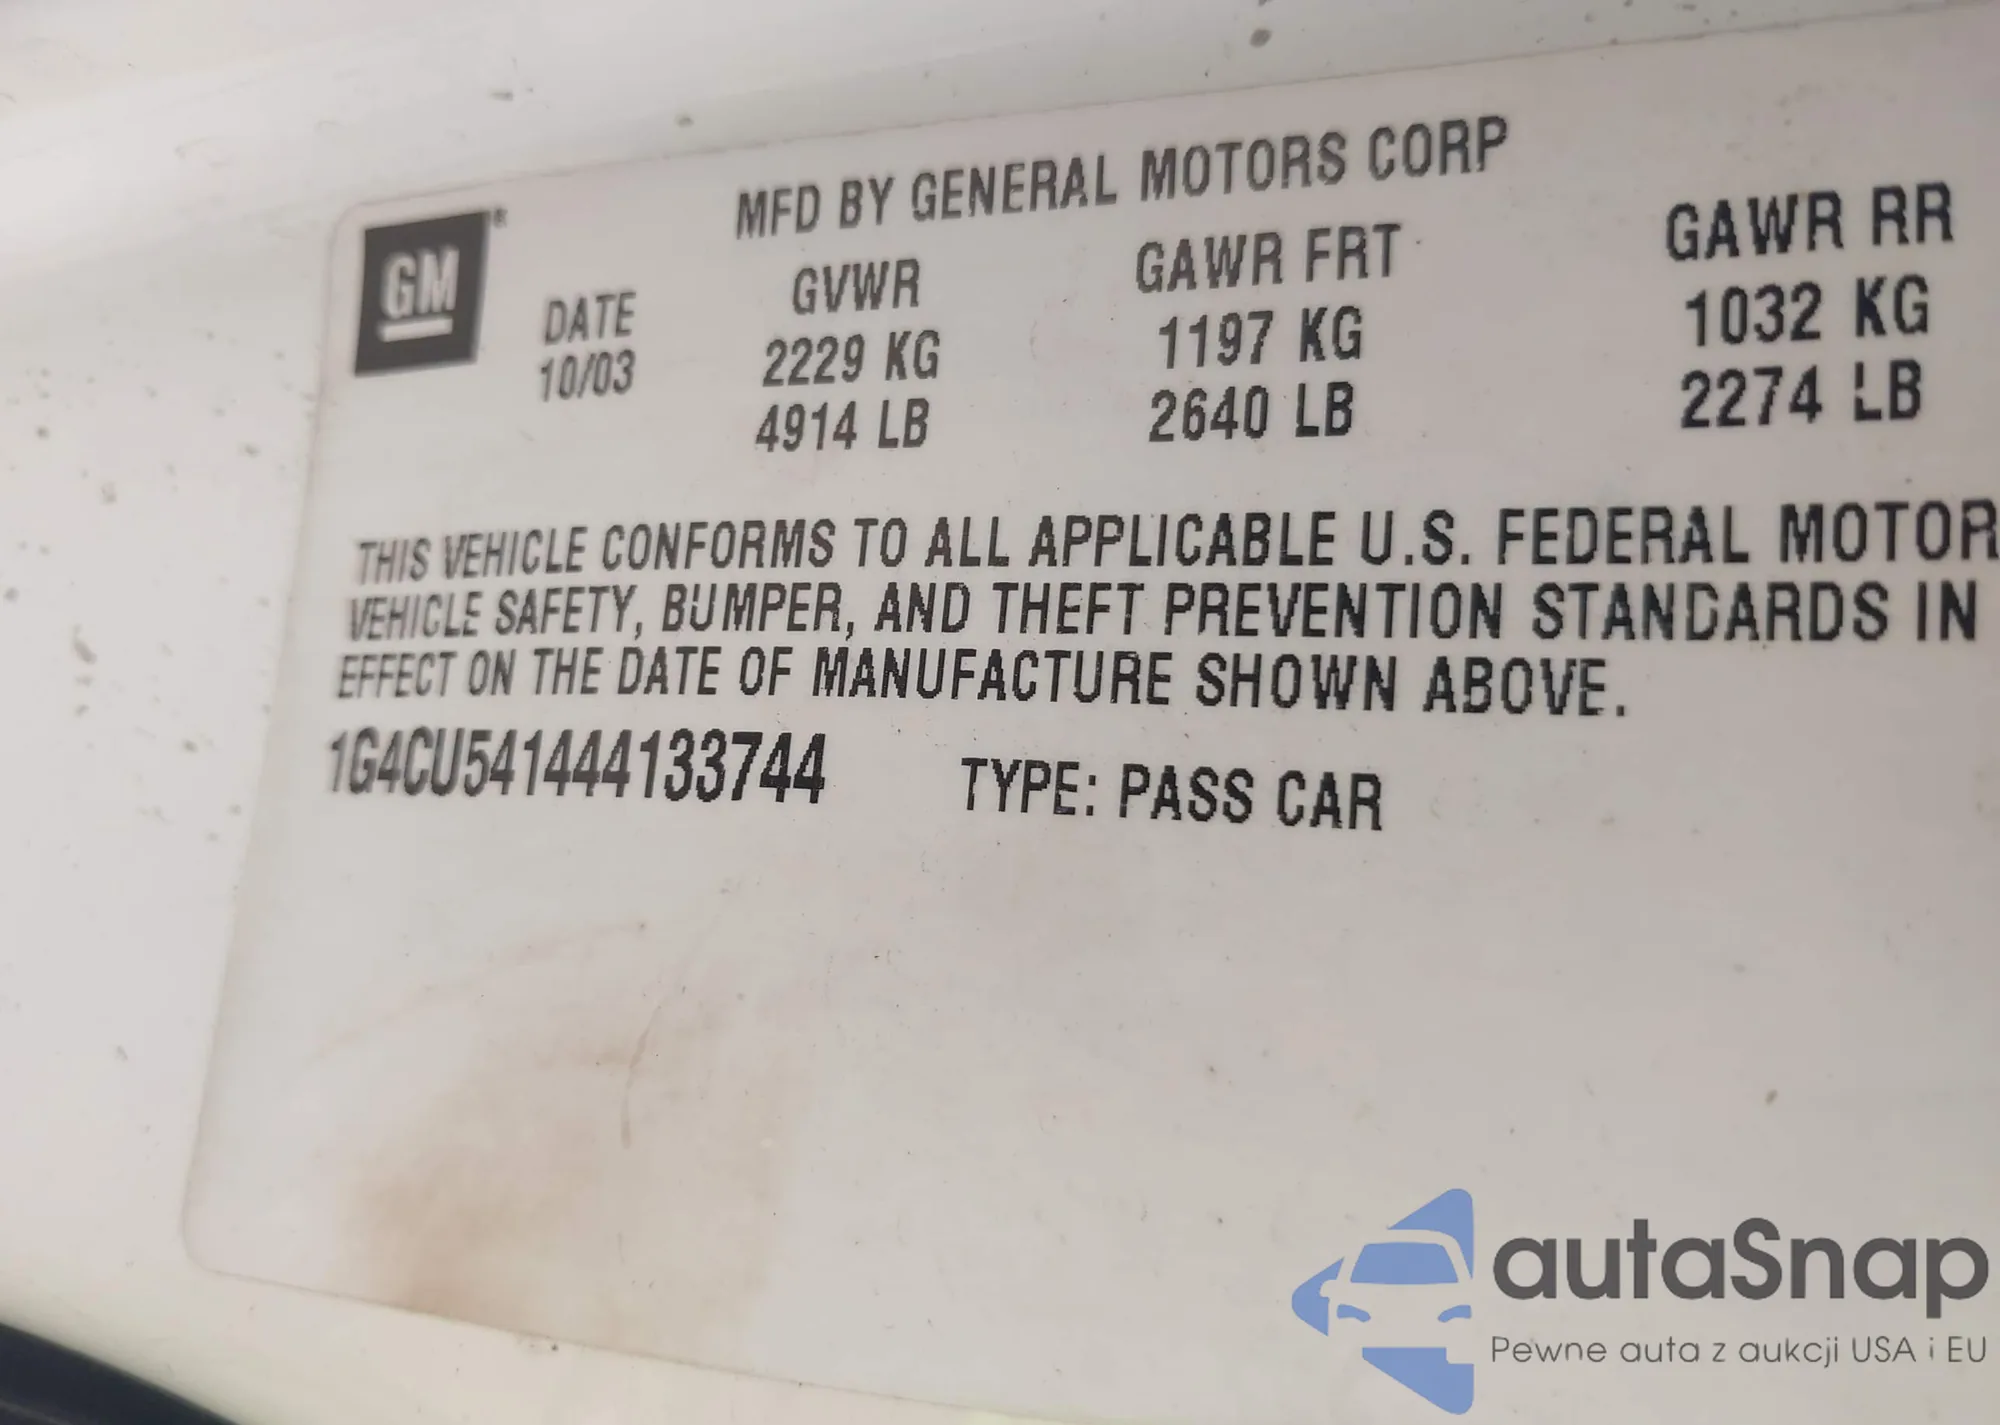 GM®
MFD BY GENERAL MOTORS CORP
DATE GVWR GAWR FRT GAWR RR
10/03 2229 KG 1197 KG 1032 KG
4914 LB 2640 LB 2274 LB
THIS VEHICLE CONFORMS TO ALL APPLICABLE U.S. FEDERAL MOTOR
VEHICLE SAFETY, BUMPER, AND THEFT PREVENTION STANDARDS IN
EFFECT ON THE DATE OF MANUFACTURE SHOWN ABOVE.
1G4CU541444133744 TYPE: PASS CAR
autaSnap
Pewne auta z aukcji USA i EU